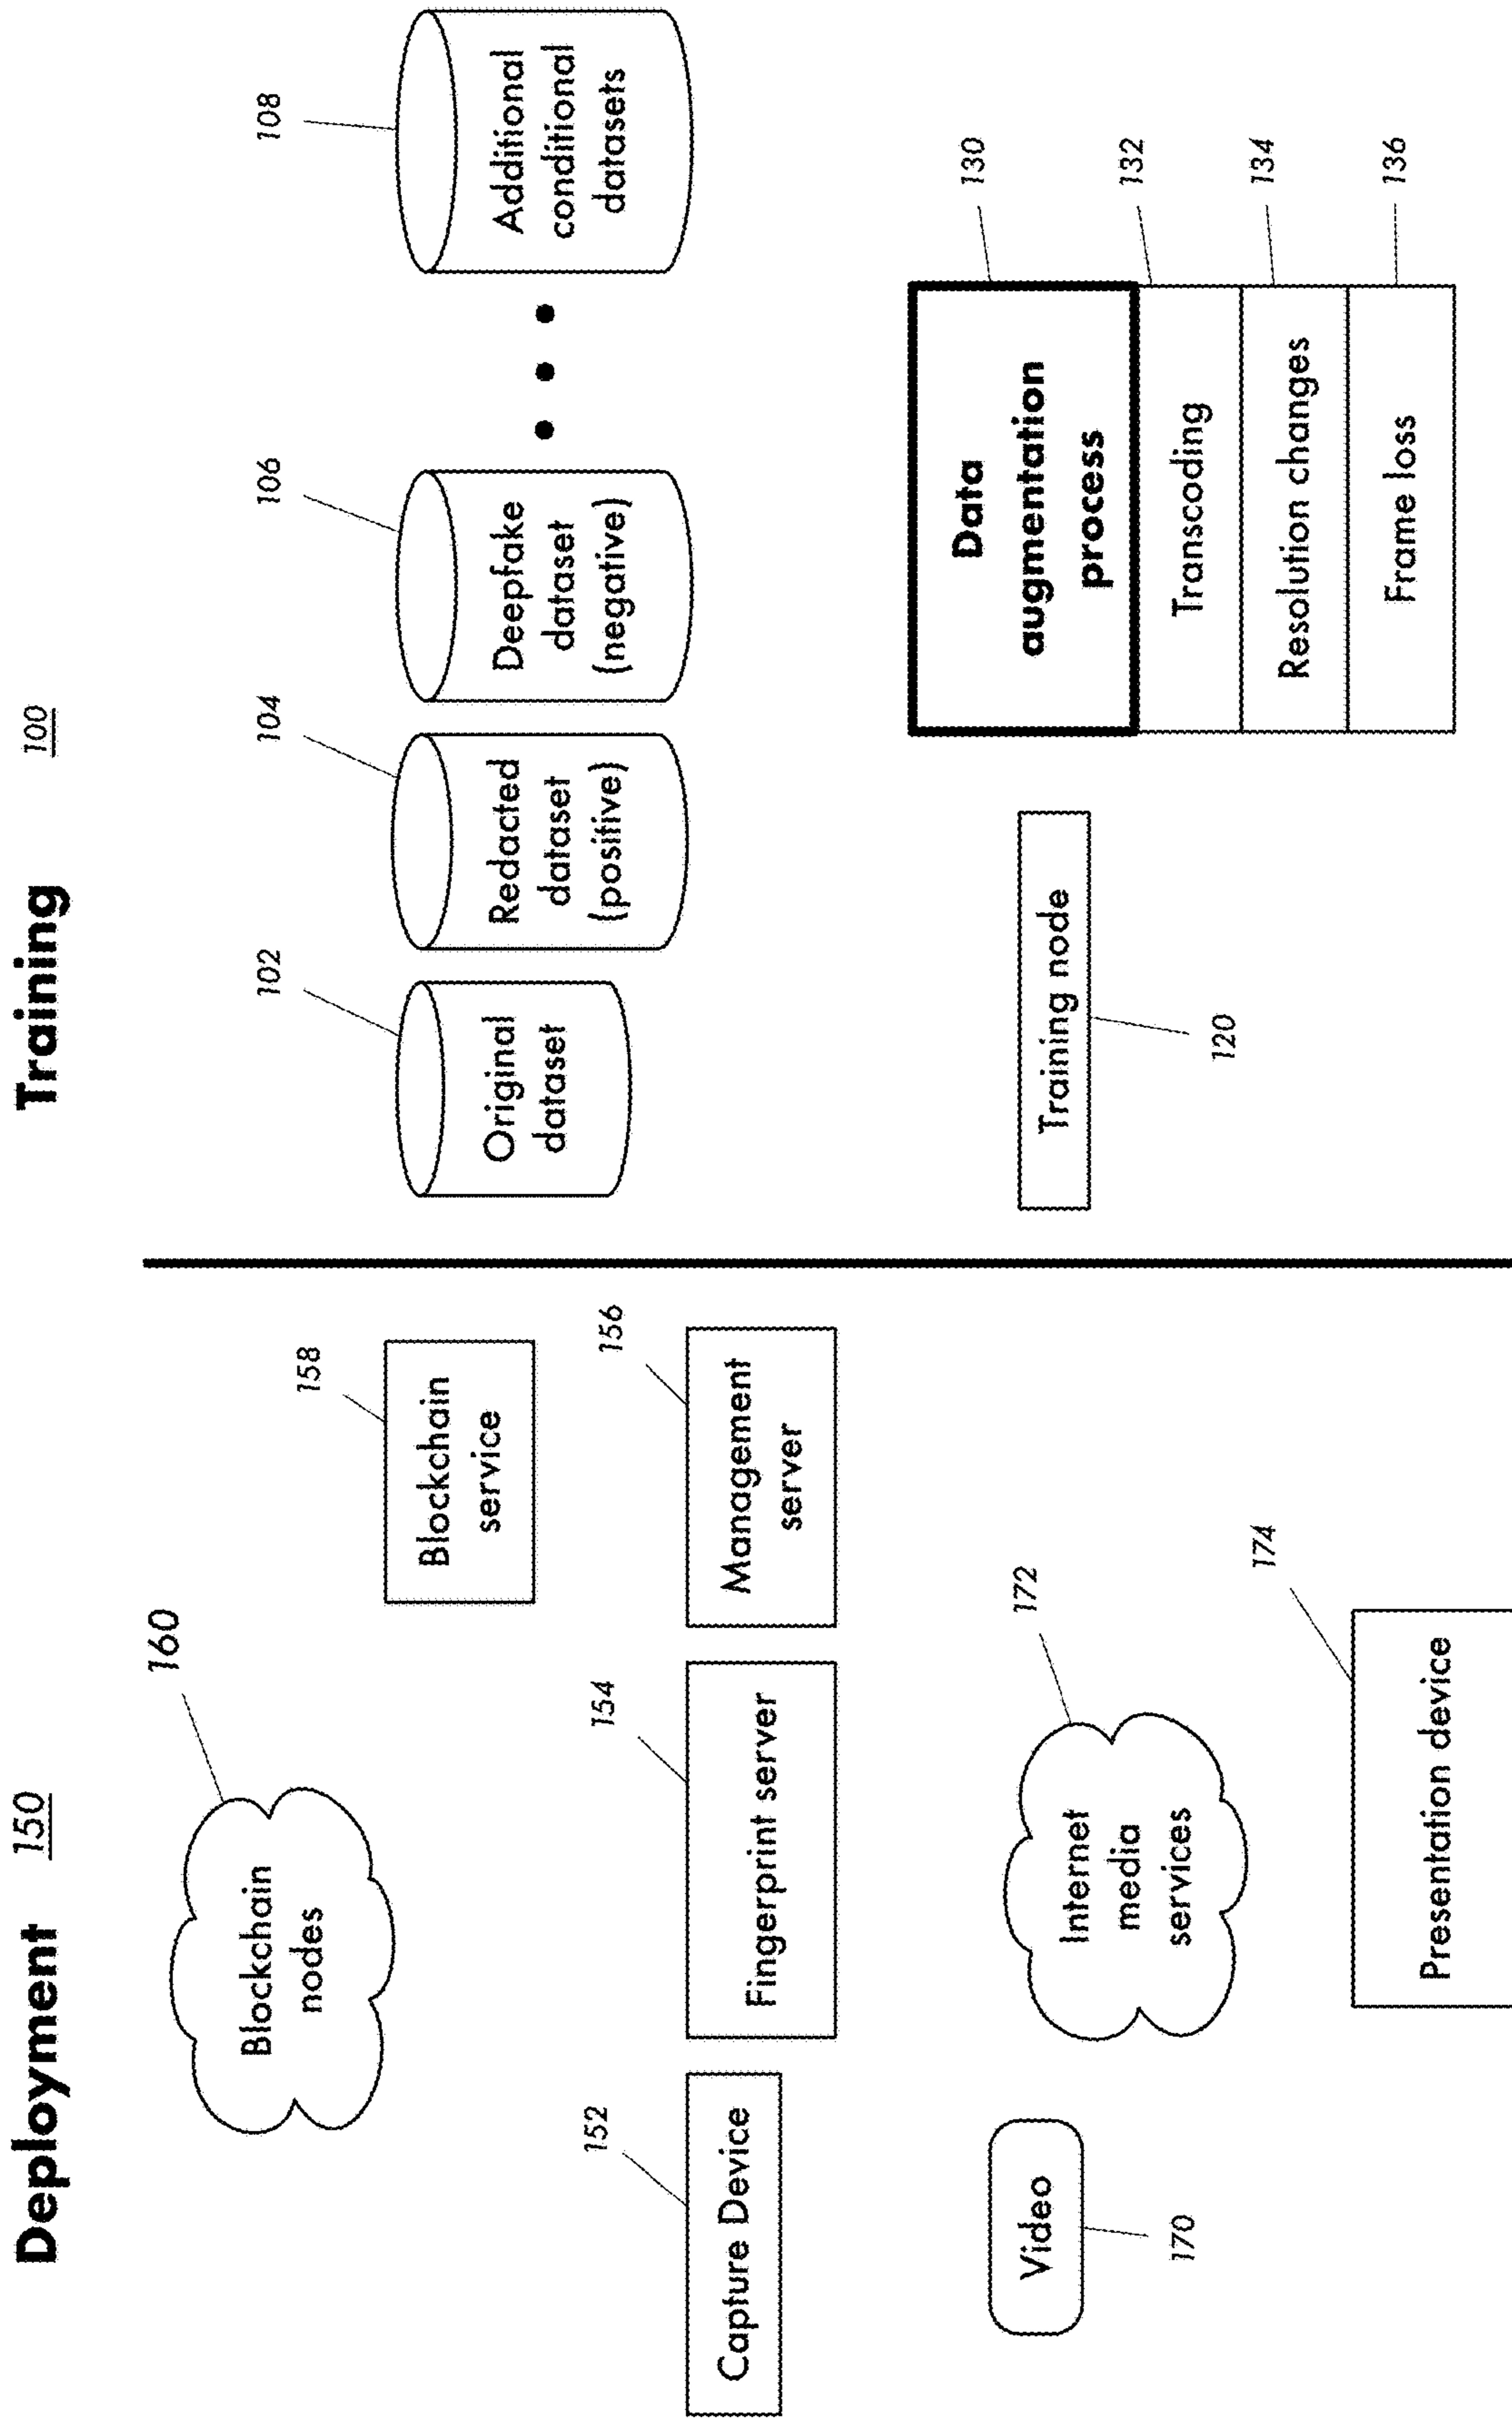 Deployment 150
160
Blockchain
nodes
158
Blockchain
service
152
Capture Device
154
Fingerprint server
156
Management
server
Video
170
172
Internet
media
services
174
Presentation device
Training 100
102
Original
dataset
104
Redacted
dataset
(positive)
106
Deepfake
dataset
(negative)
108
Additional
conditional
datasets
Training node
120
130
Data
augmentation
process
132
Transcoding
134
Resolution changes
136
Frame loss